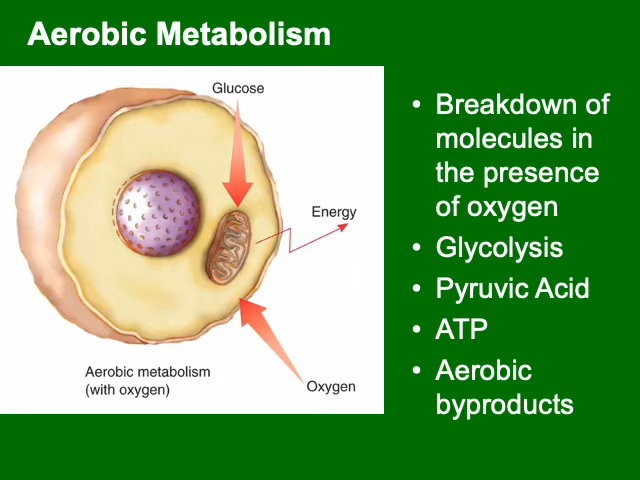 Aerobic Metabolism
Glucose
Energy
Aerobic metabolism
(with oxygen)
Oxygen
• Breakdown of
molecules in
the presence
of oxygen
• Glycolysis
• Pyruvic Acid
• ATP
• Aerobic
byproducts